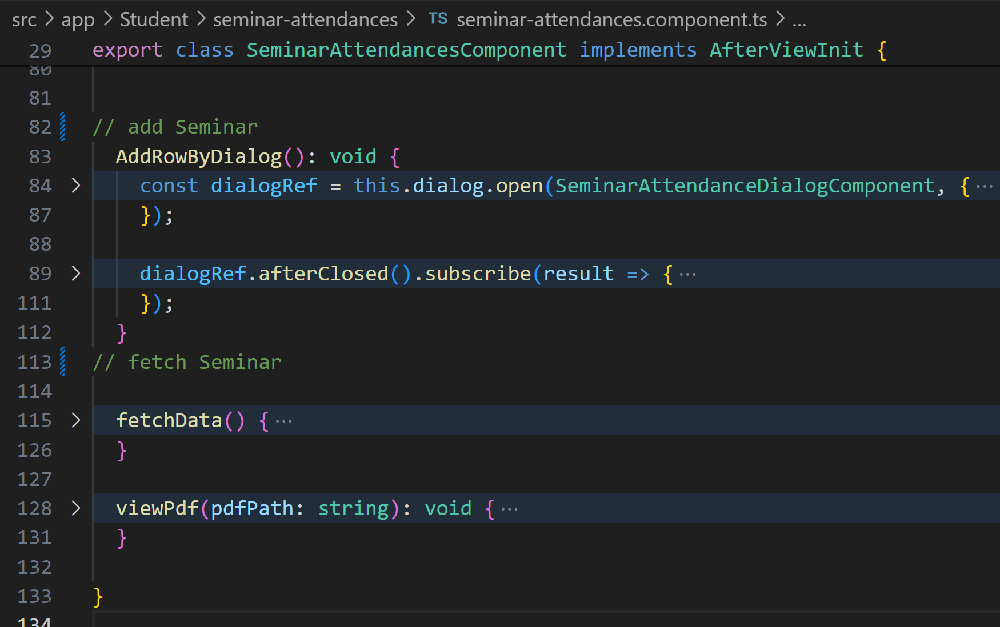 src > app > Student > seminar-attendances > TS seminar-attendances.component.ts > ...
29 export class SeminarAttendancesComponent implements AfterViewInit {
80
81
82 // add Seminar
83 AddRowByDialog(): void {
84 > const dialogRef = this.dialog.open(SeminarAttendanceDialogComponent, { ···
87 });
88
89 > dialogRef.afterClosed().subscribe(result => { ···
111 });
112 }
113 // fetch Seminar
114
115 > fetchData() { ···
126 }
127
128 > viewPdf(pdfPath: string): void { ···
131 }
132
133 }
134